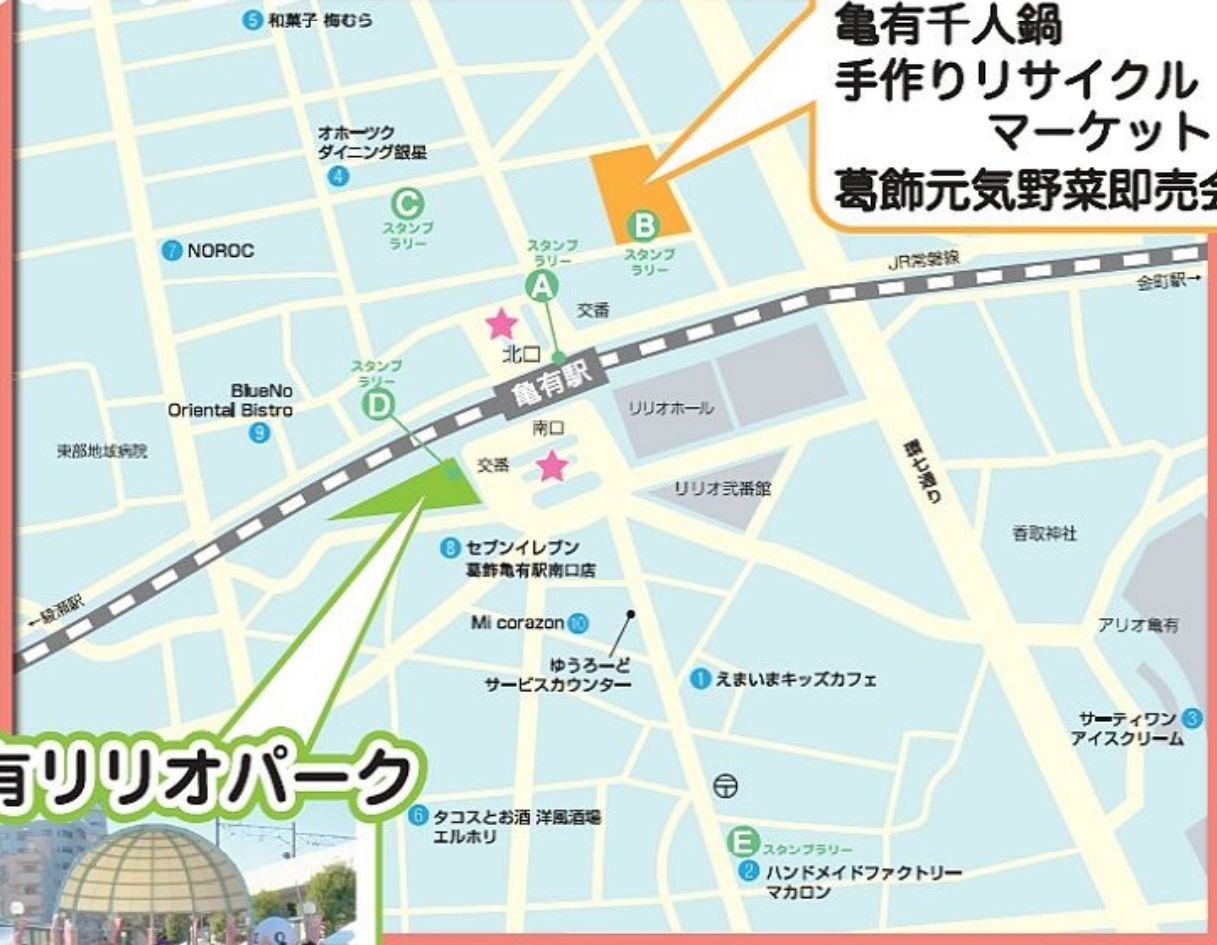 亀有千人鍋
手作りリサイクル
マーケット
葛飾元気野菜即売会
5 和菓子 梅むら
オホーツク
ダイニング銀星
4
C
スタンプ
ラリー
B
スタンプ
ラリー
7 NOROC
スタンプ
ラリー
A
交番
JR常磐線
金町駅→
北口
亀有駅
スタンプ
ラリー
D
BlueNo
Oriental Bistro
9
東部地域病院
南口
交番
リリオホール
リリオ弐番館
環七通り
香取神社
8 セブンイレブン
葛飾亀有駅南口店
←綾瀬駅
Mi corazon 10
ゆうろーど
サービスカウンター
1 えまいまキッズカフェ
アリオ亀有
サーティワン 3
アイスクリーム
有リリオパーク
6 タコスとお酒 洋風酒場
エルホリ
〒
E スタンプラリー
2 ハンドメイドファクトリー
マカロン